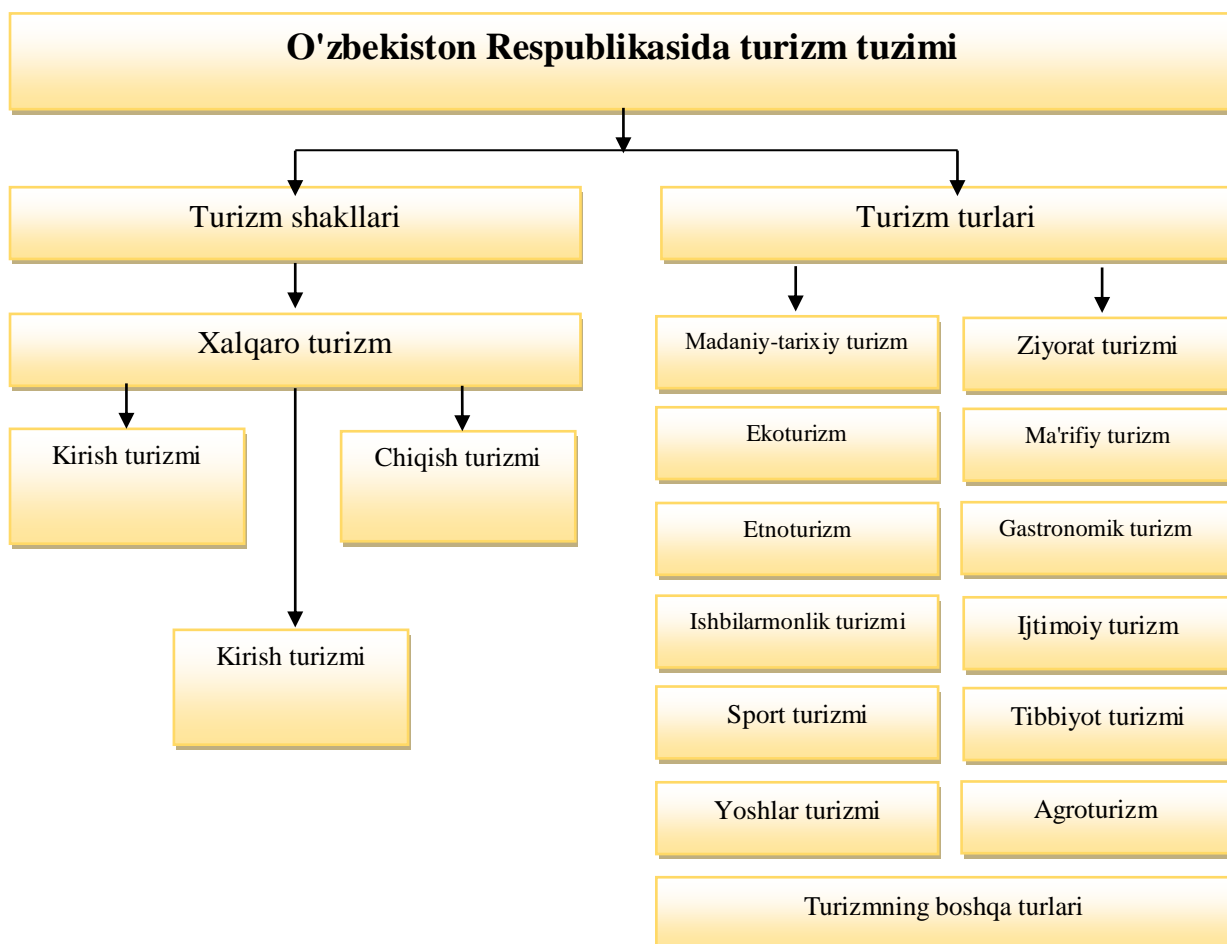 O'zbekiston Respublikasida turizm tuzimi
Turizm shakllari
Xalqaro turizm
Kirish turizmi
Chiqish turizmi
Kirish turizmi
Turizm turlari
Madaniy-tarixiy turizm
Ziyorat turizmi
Ekoturizm
Ma'rifiy turizm
Etnoturizm
Gastronomik turizm
Ishbilarmonlik turizmi
Ijtimoiy turizm
Sport turizmi
Tibbiyot turizmi
Yoshlar turizmi
Agroturizm
Turizmning boshqa turlari